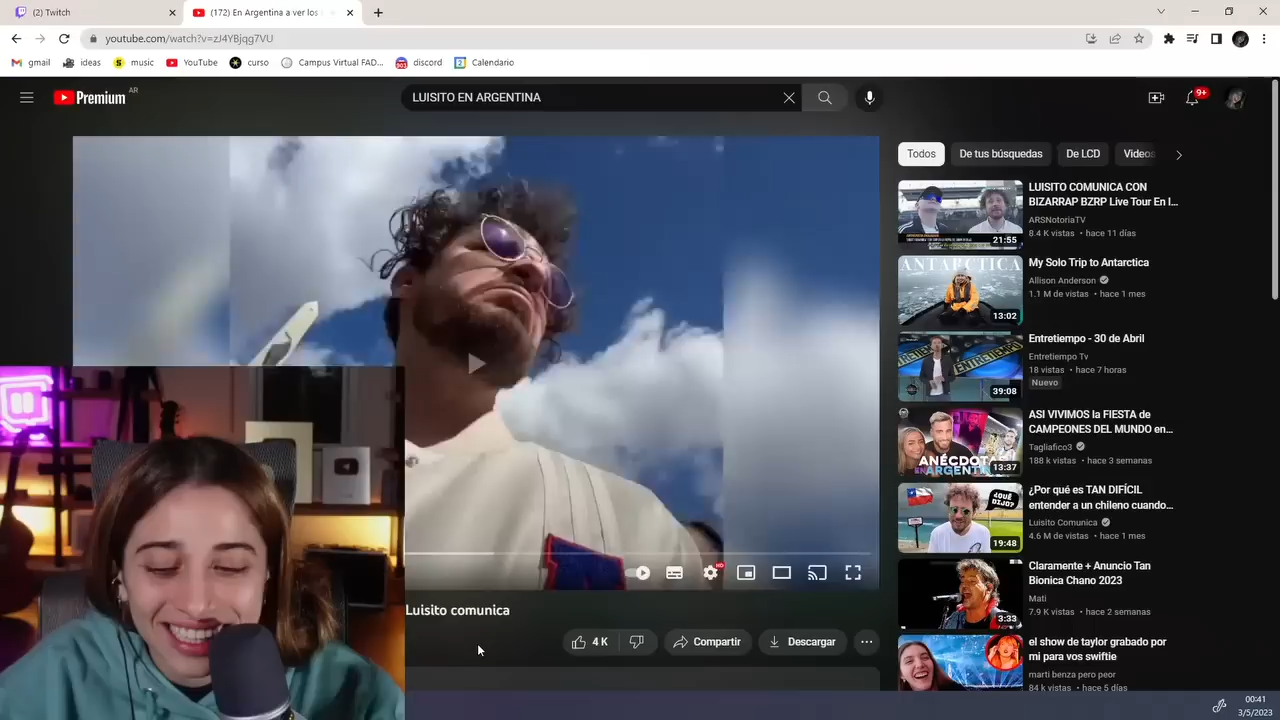 (2) Twitch
(172) En Argentina a ver los
youtube.com/watch?v=zJ4YBjqg7VU
gmail
ideas
music
YouTube
curso
Campus Virtual FAD...
discord
Calendario
Premium AR
LUISITO EN ARGENTINA
9+
Todos
De tus búsquedas
De LCD
Videos
LUISITO COMUNICA CON
BIZARRAP BZRP Live Tour En l...
ARSNotoriaTV
8.4 K vistas • hace 11 días
21:55
ANTARCTICA
My Solo Trip to Antarctica
Allison Anderson
1.1 M de vistas • hace 1 mes
13:02
ENTRETIEMPO
Entretiempo - 30 de Abril
Entretiempo Tv
18 vistas • hace 7 horas
Nuevo
39:08
ASI VIVIMOS la FIESTA de
CAMPEONES DEL MUNDO en...
Tagliafico3
188 k vistas • hace 3 semanas
ANÉCDOTAS
EN ARGENTINA
13:37
¿QUÉ DIJO?
¿Por qué es TAN DIFÍCIL
entender a un chileno cuando...
Luisito Comunica
4.6 M de vistas • hace 1 mes
19:48
Claramente + Anuncio Tan
Bionica Chano 2023
Mati
7.9 K vistas • hace 2 semanas
3:33
el show de taylor grabado por
mi para vos swiftie
marti benza pero peor
84 k vistas • hace 5 días
HD
Luisito comunica
4 K
Compartir
Descargar
00:41
3/5/2023